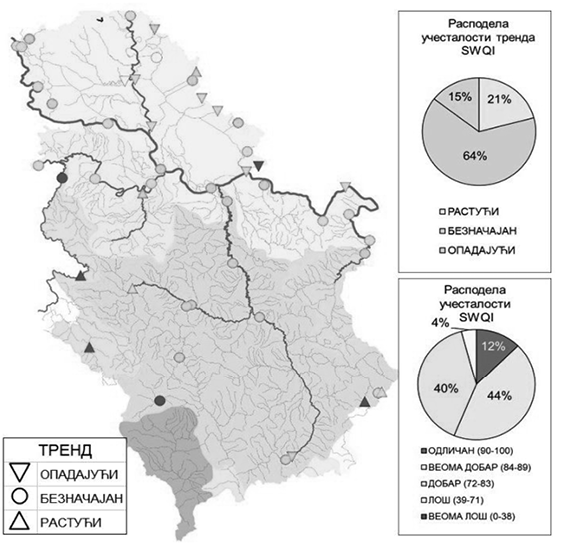 Расподела
учесталости тренда
SWQI
15%
21%
64%
РАСТУЋИ
БЕЗНАЧАЈАН
ОПАДАЈУЋИ
Расподела
учесталости
SWQI
4%
12%
40%
44%
ОДЛИЧАН (90-100)
ВЕОМА ДОБАР (84-89)
ДОБАР (72-83)
ЛОШ (39-71)
ВЕОМА ЛОШ (0-38)
ТРЕНД
ОПАДАЈУЋИ
БЕЗНАЧАЈАН
РАСТУЋИ